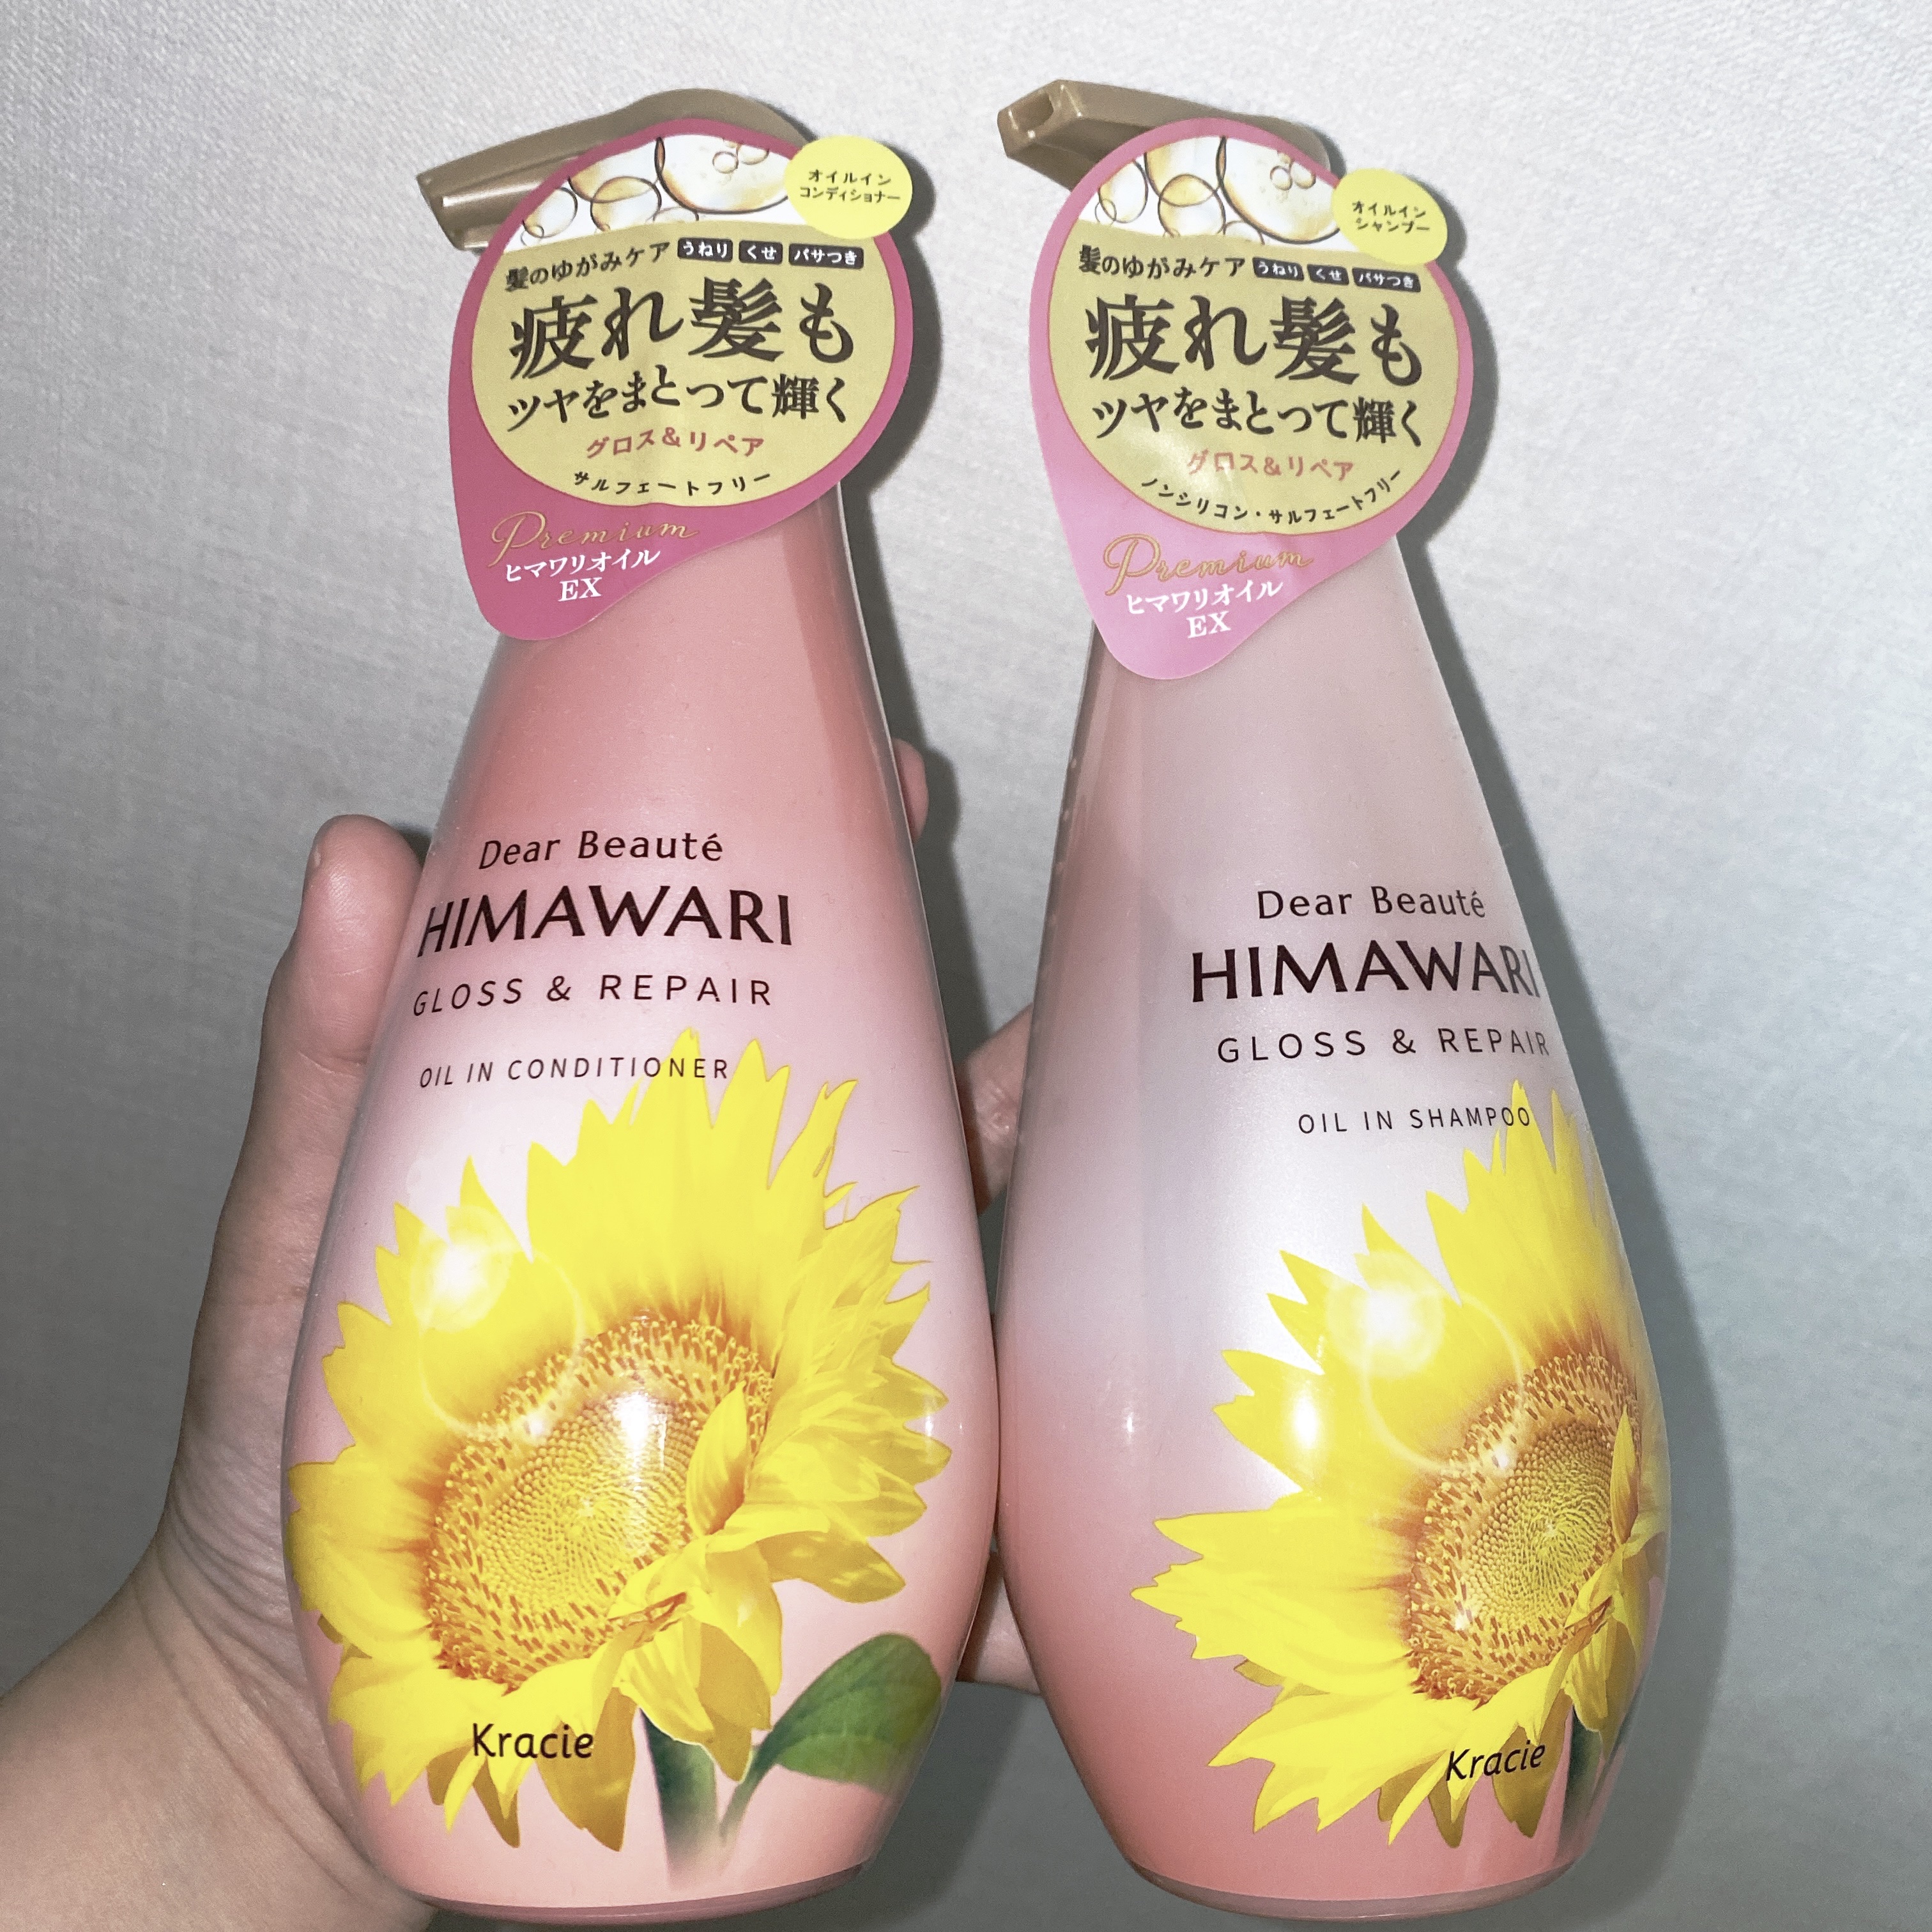 オイルイン
コンディショナー
髪のゆがみケア うねり くせ パサつき
疲れ髪も
ツヤをまとって輝く
グロス&リペア
サルフェートフリー
Premium
ヒマワリオイル
EX
Dear Beauté
HIMAWARI
GLOSS & REPAIR
OIL IN CONDITIONER
Kracie
オイルイン
シャンプー
髪のゆがみケア うねり くせ パサつき
疲れ髪も
ツヤをまとって輝く
グロス&リペア
ノンシリコン・サルフェートフリー
Premium
ヒマワリオイル
EX
Dear Beauté
HIMAWARI
GLOSS & REPAIR
OIL IN SHAMPOO
Kracie